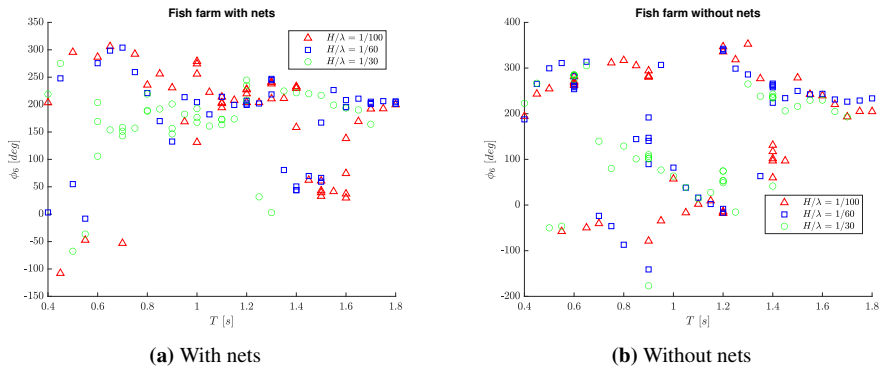 Fish farm with nets
H/λ = 1/100
H/λ = 1/60
H/λ = 1/30
350
300
250
200
150
100
50
0
-50
-100
-150
ϕ₆ [deg]
0.4 0.6 0.8 1 1.2 1.4 1.6 1.8
T [s]
(a) With nets
Fish farm without nets
400
300
200
100
0
-100
-200
ϕ₆ [deg]
H/λ = 1/100
H/λ = 1/60
H/λ = 1/30
0.4 0.6 0.8 1 1.2 1.4 1.6 1.8
T [s]
(b) Without nets